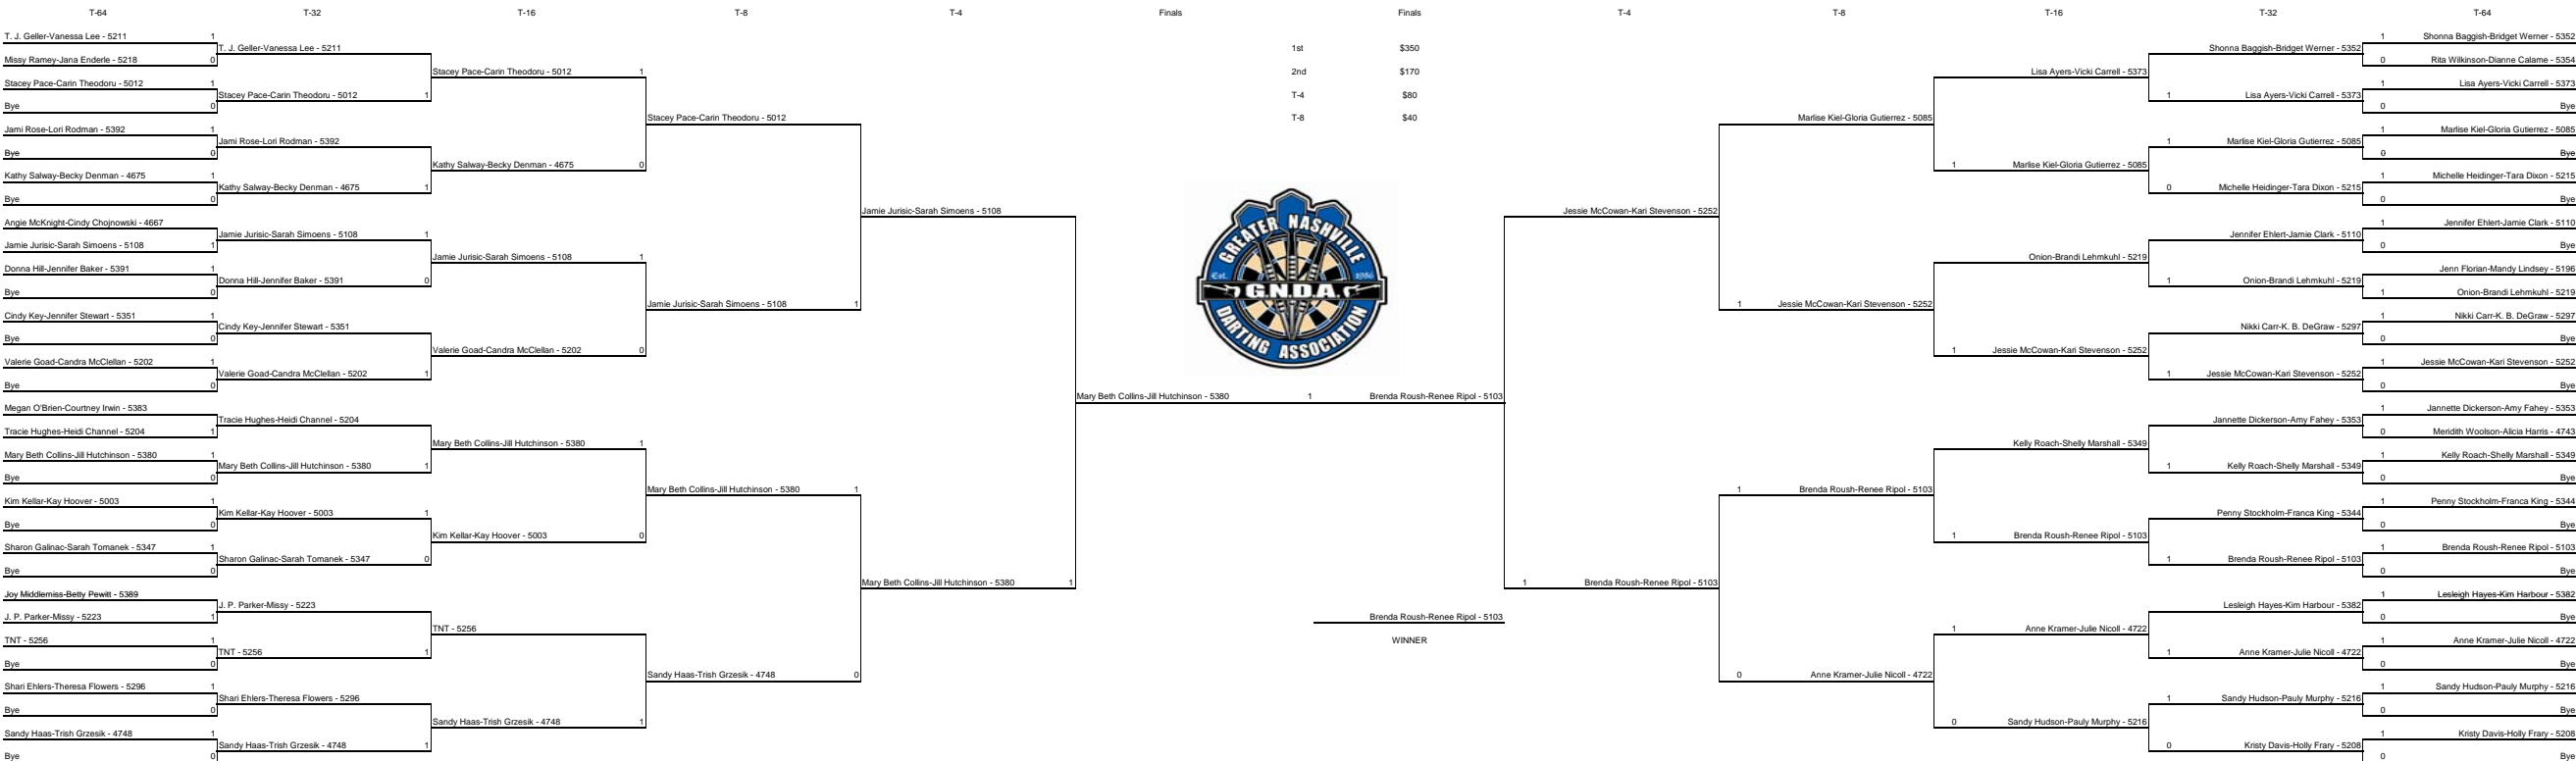 T-64 T-32 T-16 T-8 T-4 Finals Finals T-4 T-8 T-16 T-32 T-64
T. J. Geller-Vanessa Lee - 5211 1
Missy Ramey-Jana Enderle - 5218 0
Stacey Pace-Carin Theodoru - 5012 1
Bye 0
Jami Rose-Lori Rodman - 5392 1
Bye 0
Kathy Salway-Becky Denman - 4675 1
Bye 0
Angie McKnight-Cindy Chojnowski - 4667
Jamie Jurisic-Sarah Simoens - 5108 1
Donna Hill-Jennifer Baker - 5391 1
Bye 0
Cindy Key-Jennifer Stewart - 5351 1
Bye 0
Valerie Goad-Candra McClellan - 5202 1
Bye 0
Megan O'Brien-Courtney Irwin - 5383
Tracie Hughes-Heidi Channel - 5204 1
Mary Beth Collins-Jill Hutchinson - 5380 1
Bye 0
Kim Kellar-Kay Hoover - 5003 1
Bye 0
Sharon Galinac-Sarah Tomanek - 5347 1
Bye 0
Joy Middlemiss-Betty Pewitt - 5389
J. P. Parker-Missy - 5223 1
TNT - 5256 1
Bye 0
Shari Ehlers-Theresa Flowers - 5296 1
Bye 0
Sandy Haas-Trish Grzesik - 4748 1
Bye 0
T. J. Geller-Vanessa Lee - 5211
Stacey Pace-Carin Theodoru - 5012 1
Jami Rose-Lori Rodman - 5392
Kathy Salway-Becky Denman - 4675 1
Jamie Jurisic-Sarah Simoens - 5108 1
Donna Hill-Jennifer Baker - 5391 0
Cindy Key-Jennifer Stewart - 5351
Valerie Goad-Candra McClellan - 5202 1
Tracie Hughes-Heidi Channel - 5204
Mary Beth Collins-Jill Hutchinson - 5380 1
Kim Kellar-Kay Hoover - 5003 1
Sharon Galinac-Sarah Tomanek - 5347 0
J. P. Parker-Missy - 5223
TNT - 5256 1
Shari Ehlers-Theresa Flowers - 5296
Sandy Haas-Trish Grzesik - 4748 1
Stacey Pace-Carin Theodoru - 5012 1
Kathy Salway-Becky Denman - 4675 0
Jamie Jurisic-Sarah Simoens - 5108 1
Valerie Goad-Candra McClellan - 5202 0
Mary Beth Collins-Jill Hutchinson - 5380 1
Kim Kellar-Kay Hoover - 5003 0
TNT - 5256
Sandy Haas-Trish Grzesik - 4748 1
Stacey Pace-Carin Theodoru - 5012
Jamie Jurisic-Sarah Simoens - 5108 1
Mary Beth Collins-Jill Hutchinson - 5380 1
Sandy Haas-Trish Grzesik - 4748 0
Jamie Jurisic-Sarah Simoens - 5108
Mary Beth Collins-Jill Hutchinson - 5380 1
Mary Beth Collins-Jill Hutchinson - 5380
1st $350
2nd $170
T-4 $80
T-8 $40
GREATER NASHVILLE
Est. 1986
G.N.D.A.
DARTING ASSOCIATION
1 Brenda Roush-Renee Ripol - 5103
Brenda Roush-Renee Ripol - 5103
WINNER
Jessie McCowan-Kari Stevenson - 5252
1 Brenda Roush-Renee Ripol - 5103
Marlise Kiel-Gloria Gutierrez - 5085
1 Jessie McCowan-Kari Stevenson - 5252
1 Brenda Roush-Renee Ripol - 5103
0 Anne Kramer-Julie Nicoll - 4722
Lisa Ayers-Vicki Carrell - 5373
1 Marlise Kiel-Gloria Gutierrez - 5085
Onion-Brandi Lehmkuhl - 5219
1 Jessie McCowan-Kari Stevenson - 5252
Kelly Roach-Shelly Marshall - 5349
1 Brenda Roush-Renee Ripol - 5103
1 Anne Kramer-Julie Nicoll - 4722
0 Sandy Hudson-Pauly Murphy - 5216
Shonna Baggish-Bridget Werner - 5352
1 Lisa Ayers-Vicki Carrell - 5373
1 Marlise Kiel-Gloria Gutierrez - 5085
0 Michelle Heidinger-Tara Dixon - 5215
Jennifer Ehlert-Jamie Clark - 5110
1 Onion-Brandi Lehmkuhl - 5219
Nikki Carr-K. B. DeGraw - 5297
1 Jessie McCowan-Kari Stevenson - 5252
Jannette Dickerson-Amy Fahey - 5353
1 Kelly Roach-Shelly Marshall - 5349
Penny Stockholm-Franca King - 5344
1 Brenda Roush-Renee Ripol - 5103
Lesleigh Hayes-Kim Harbour - 5382
1 Anne Kramer-Julie Nicoll - 4722
1 Sandy Hudson-Pauly Murphy - 5216
0 Kristy Davis-Holly Frary - 5208
1 Shonna Baggish-Bridget Werner - 5352
0 Rita Wilkinson-Dianne Calame - 5354
1 Lisa Ayers-Vicki Carrell - 5373
0 Bye
1 Marlise Kiel-Gloria Gutierrez - 5085
0 Bye
1 Michelle Heidinger-Tara Dixon - 5215
0 Bye
1 Jennifer Ehlert-Jamie Clark - 5110
0 Bye
Jenn Florian-Mandy Lindsey - 5196
1 Onion-Brandi Lehmkuhl - 5219
1 Nikki Carr-K. B. DeGraw - 5297
0 Bye
1 Jessie McCowan-Kari Stevenson - 5252
0 Bye
1 Jannette Dickerson-Amy Fahey - 5353
0 Meridith Woolson-Alicia Harris - 4743
1 Kelly Roach-Shelly Marshall - 5349
0 Bye
1 Penny Stockholm-Franca King - 5344
0 Bye
1 Brenda Roush-Renee Ripol - 5103
0 Bye
1 Lesleigh Hayes-Kim Harbour - 5382
0 Bye
1 Anne Kramer-Julie Nicoll - 4722
0 Bye
1 Sandy Hudson-Pauly Murphy - 5216
0 Bye
1 Kristy Davis-Holly Frary - 5208
0 Bye